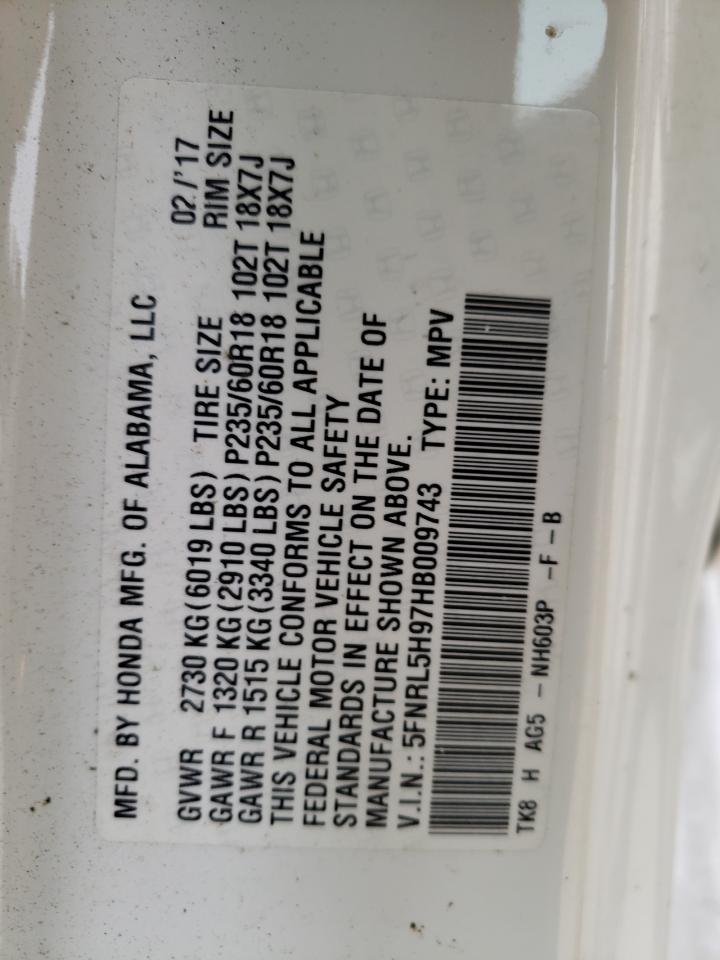 MFD. BY HONDA MFG. OF ALABAMA, LLC
02/'17
GVWR 2730 KG(6019 LBS) TIRE SIZE RIM SIZE
GAWR F 1320 KG(2910 LBS) P235/60R18 102T 18X7J
GAWR R 1515 KG(3340 LBS) P235/60R18 102T 18X7J
THIS VEHICLE CONFORMS TO ALL APPLICABLE
FEDERAL MOTOR VEHICLE SAFETY
STANDARDS IN EFFECT ON THE DATE OF
MANUFACTURE SHOWN ABOVE.
V.I.N.: 5FNRL5H97HB009743 TYPE: MPV
TK8 H AG5 - NH603P -F -B